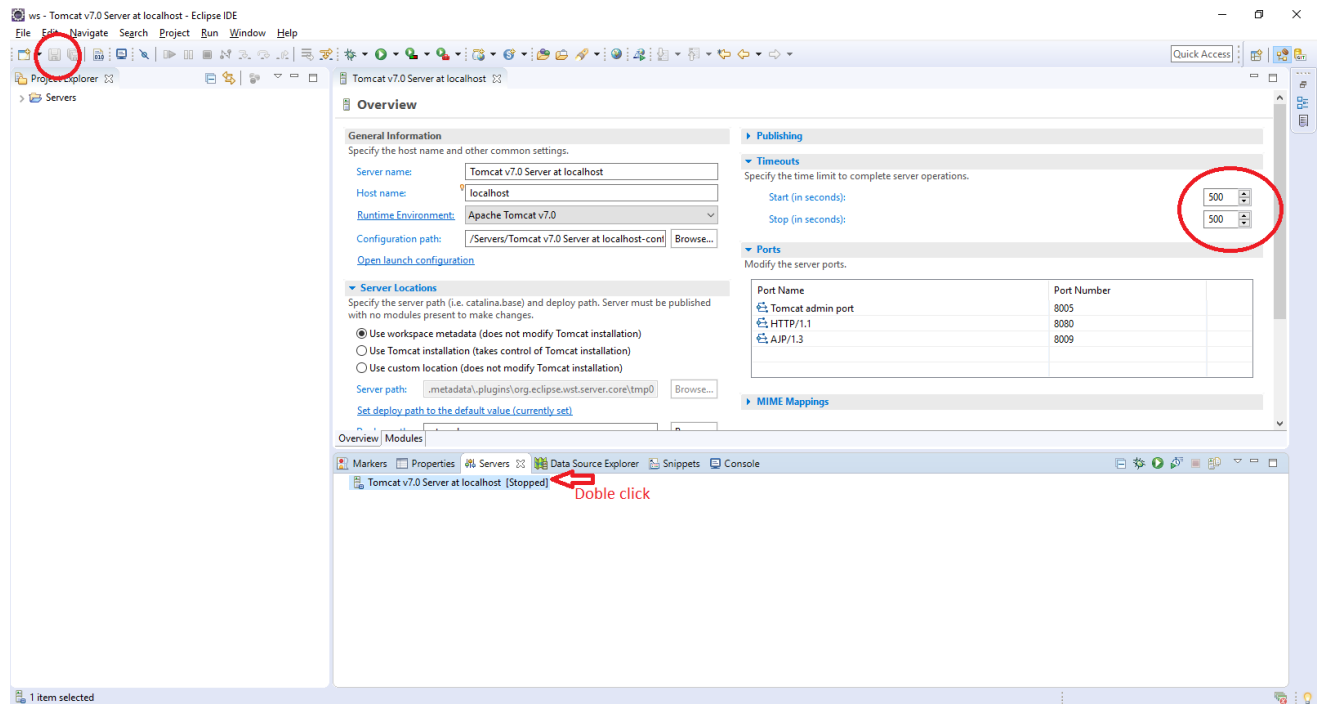 ws - Tomcat v7.0 Server at localhost - Eclipse IDE
File Edit Navigate Search Project Run Window Help
Quick Access
Project Explorer
Tomcat v7.0 Server at localhost
Servers
Overview
General Information
Specify the host name and other common settings.
Server name: Tomcat v7.0 Server at localhost
Host name: localhost
Runtime Environment: Apache Tomcat v7.0
Configuration path: /Servers/Tomcat v7.0 Server at localhost-conf Browse...
Open launch configuration
Server Locations
Specify the server path (i.e. catalina.base) and deploy path. Server must be published
with no modules present to make changes.
Use workspace metadata (does not modify Tomcat installation)
Use Tomcat installation (takes control of Tomcat installation)
Use custom location (does not modify Tomcat installation)
Server path: .metadata\.plugins\org.eclipse.wst.server.core\tmp0 Browse...
Set deploy path to the default value (currently set)
Publishing
Timeouts
Specify the time limit to complete server operations.
Start (in seconds): 500
Stop (in seconds): 500
Ports
Modify the server ports.
Port Name Port Number
Tomcat admin port 8005
HTTP/1.1 8080
AJP/1.3 8009
MIME Mappings
Overview Modules
Markers Properties Servers Data Source Explorer Snippets Console
Tomcat v7.0 Server at localhost [Stopped]
Doble click
1 item selected